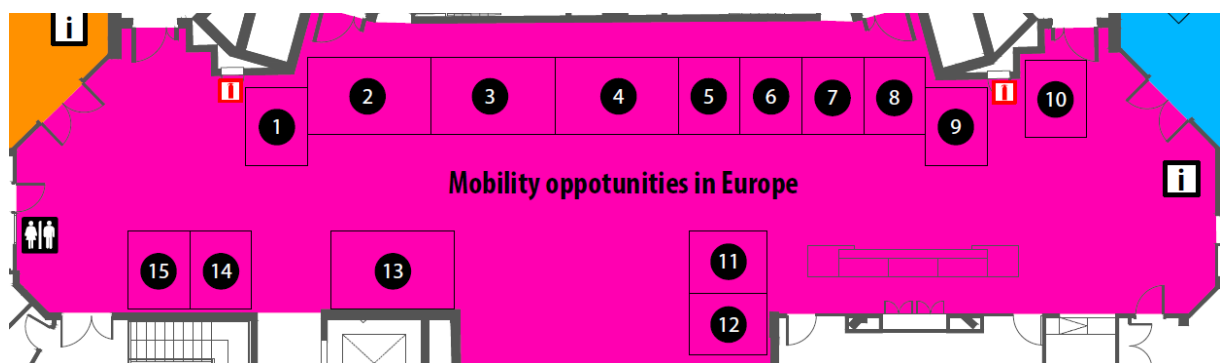 i
2 3 4 5 6 7 8
i i 10
1 9
Mobility oppotunities in Europe
i
15 14 13 11
12